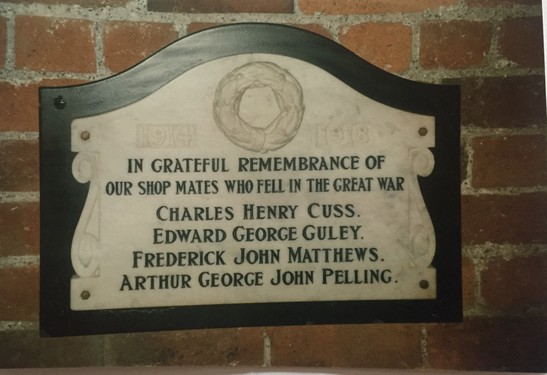 1914 1918
IN GRATEFUL REMEMBRANCE OF
OUR SHOP MATES WHO FELL IN THE GREAT WAR
CHARLES HENRY CUSS.
EDWARD GEORGE GULEY.
FREDERICK JOHN MATTHEWS.
ARTHUR GEORGE JOHN PELLING.